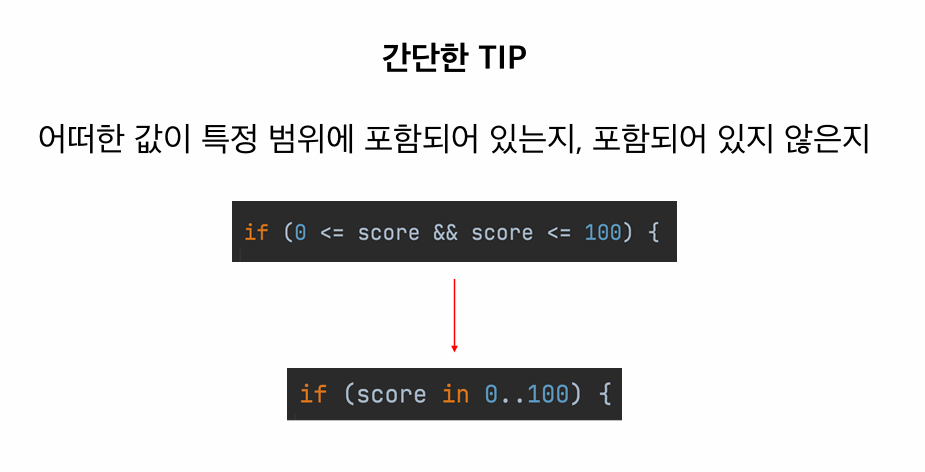 간단한 TIP
어떠한 값이 특정 범위에 포함되어 있는지, 포함되어 있지 않은지
if (0 <= score && score <= 100) {
if (score in 0..100) {